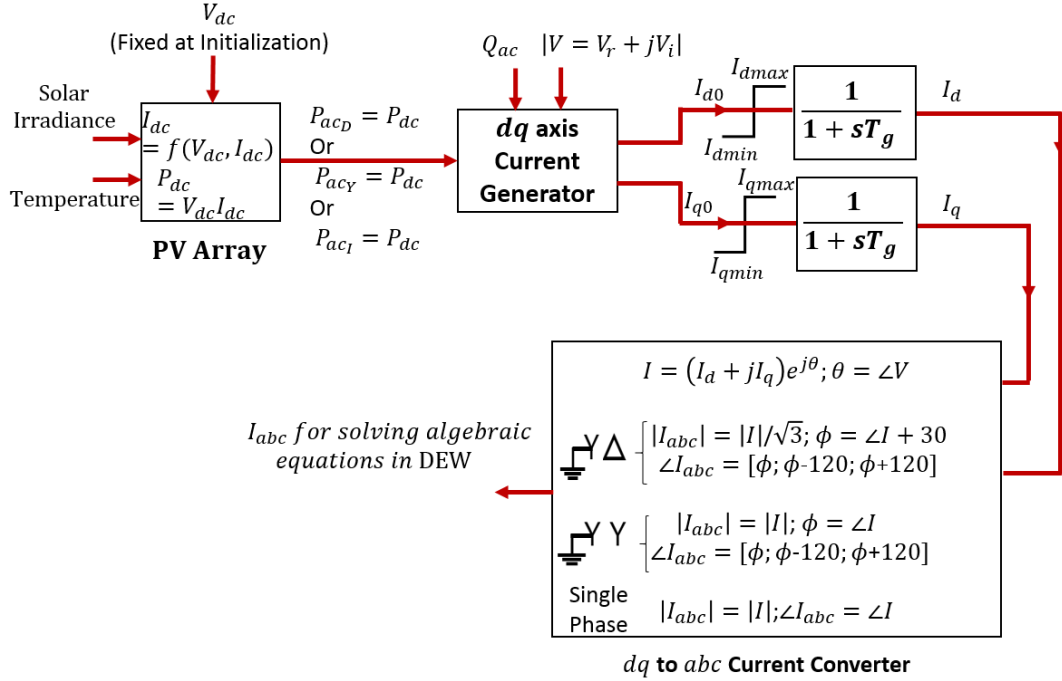 V_dc
(Fixed at Initialization)
Solar
Irradiance
Temperature
I_dc
= f(V_dc, I_dc)
P_dc
= V_dc I_dc
PV Array
P_ac_D = P_dc
Or
P_ac_Y = P_dc
Or
P_ac_I = P_dc
Q_ac
|V = V_r + jV_i|
dq axis
Current
Generator
I_d0
I_dmax
I_dmin
1
1 + sT_g
I_d
I_q0
I_qmax
I_qmin
1
1 + sT_g
I_q
I = (I_d + jI_q)e^{jθ}; θ = ∠V
Y Δ
|I_abc| = |I|/√3; ϕ = ∠I + 30
∠I_abc = [ϕ; ϕ-120; ϕ+120]
Y Y
|I_abc| = |I|; ϕ = ∠I
∠I_abc = [ϕ; ϕ-120; ϕ+120]
Single
Phase
|I_abc| = |I|; ∠I_abc = ∠I
dq to abc Current Converter
I_abc for solving algebraic
equations in DEW